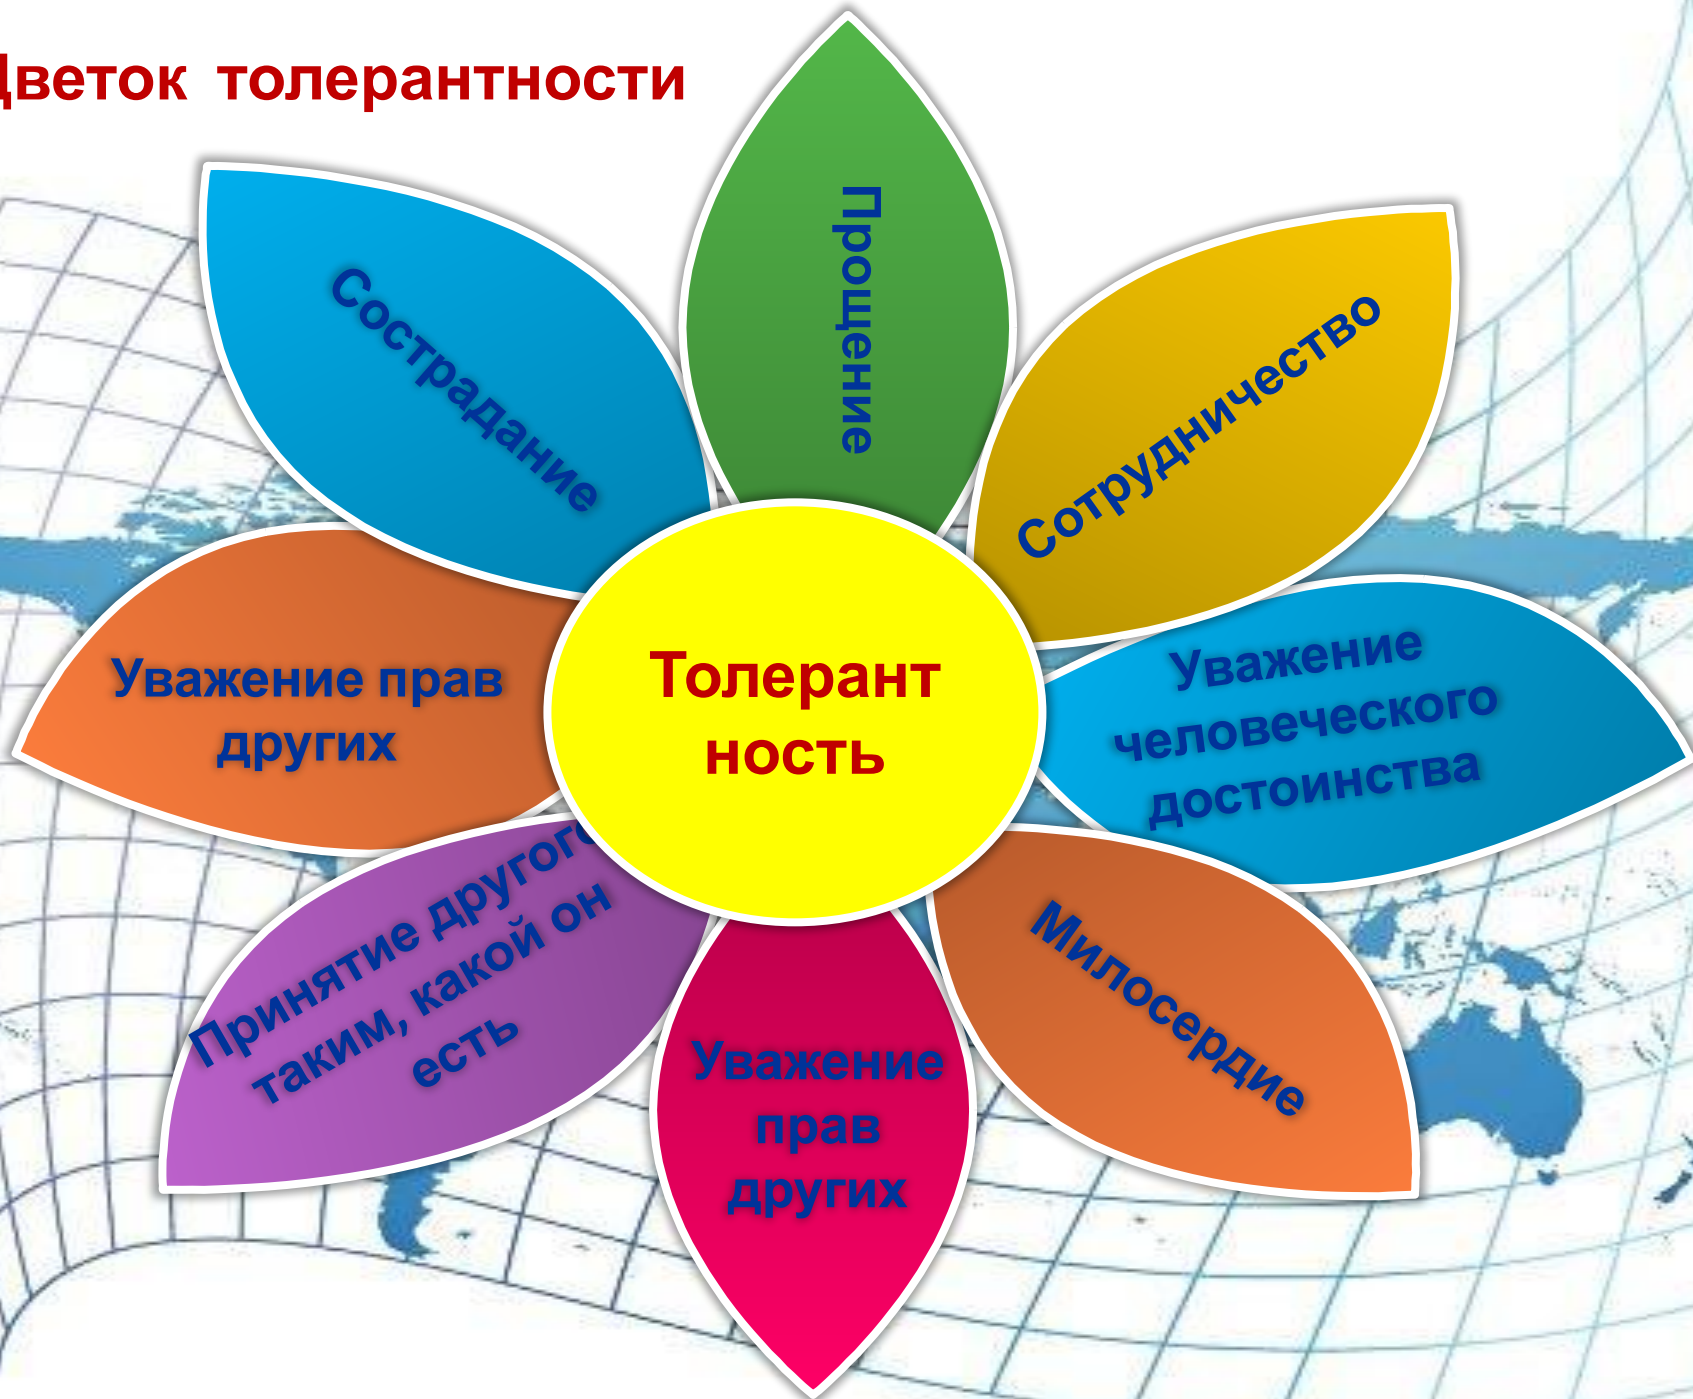 Цветок толерантности
Прощение
Сострадание
Сотрудничество
Уважение прав
других
Толерант
ность
Уважение
человеческого
достоинства
Принятие другого
таким, какой он
есть
Уважение
прав
других
Милосердие